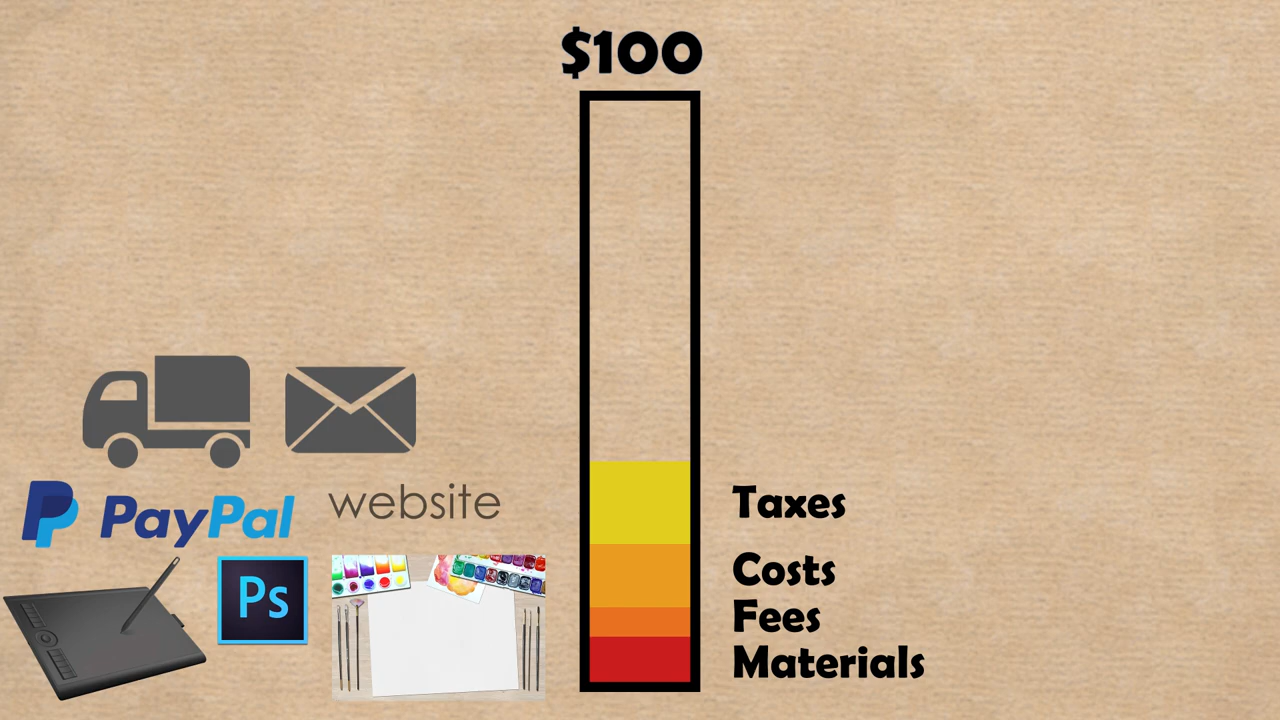 $100
Taxes
Costs
Fees
Materials
PayPal
website
Ps